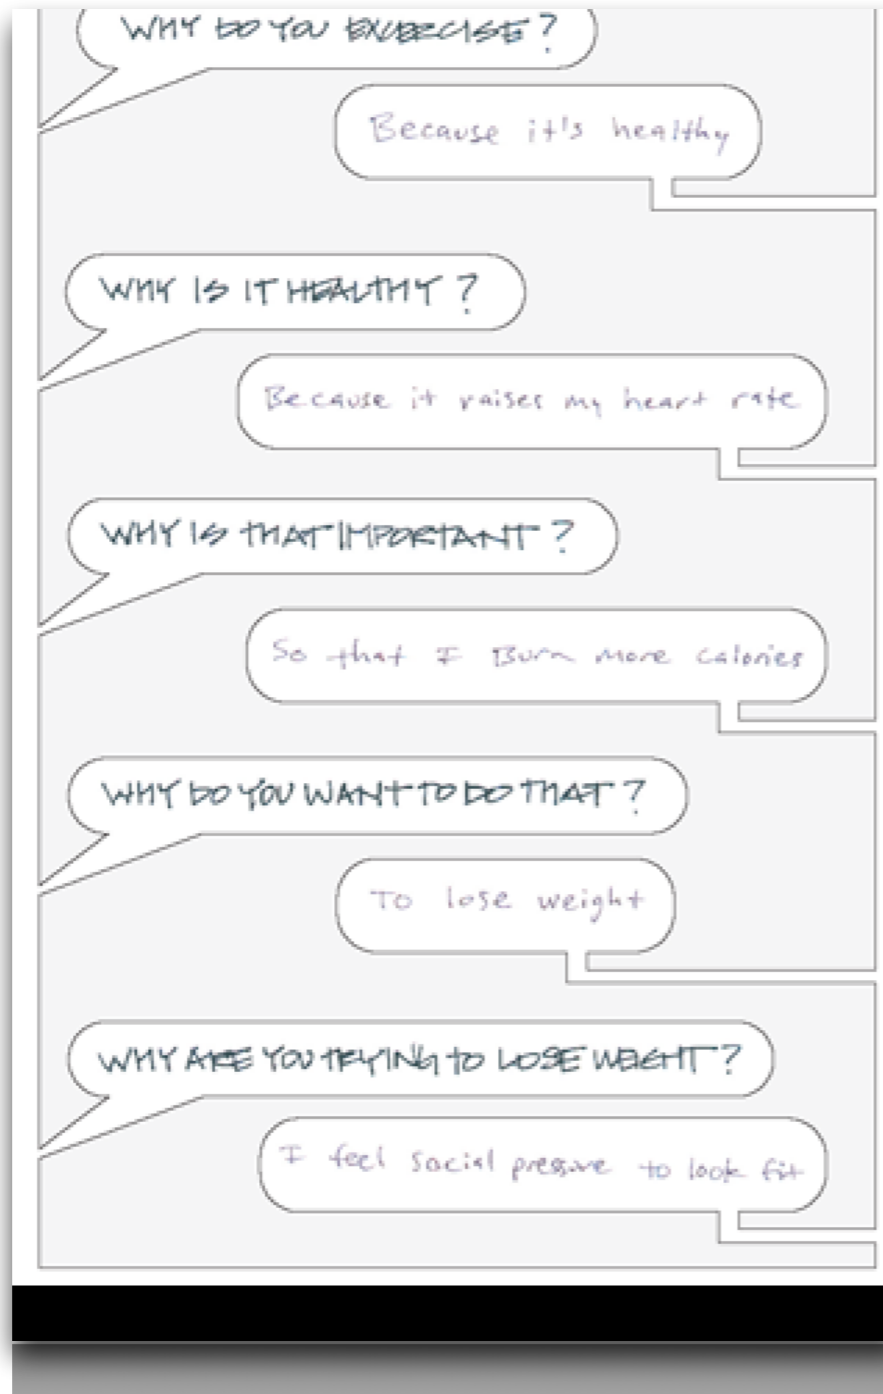 WHY DO YOU EXCERCISE?
Because it's healthy
WHY IS IT HEALTHY?
Because it raises my heart rate
WHY IS THAT IMPORTANT?
So that I Burn more calories
WHY DO YOU WANT TO DO THAT?
To lose weight
WHY ARE YOU TRYING TO LOSE WEIGHT?
I feel social pressure to look fit